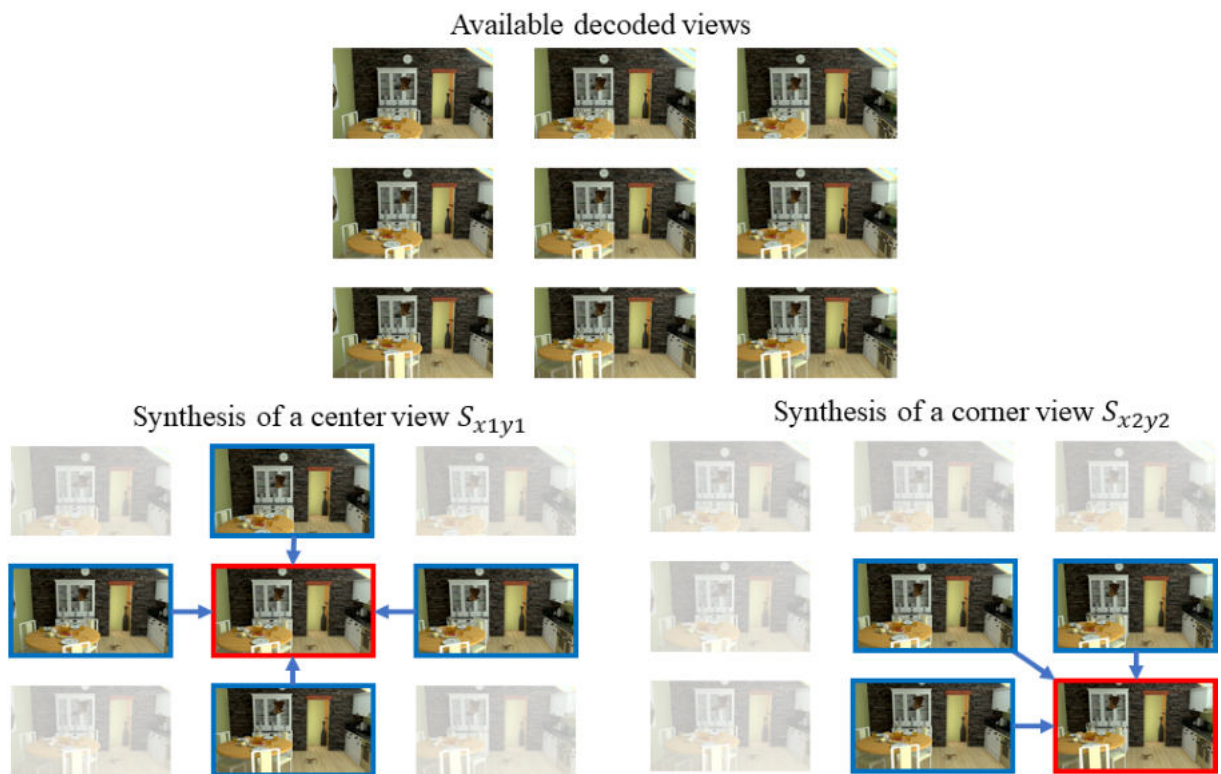 Available decoded views
Synthesis of a center view $S_{x1y1}$
Synthesis of a corner view $S_{x2y2}$